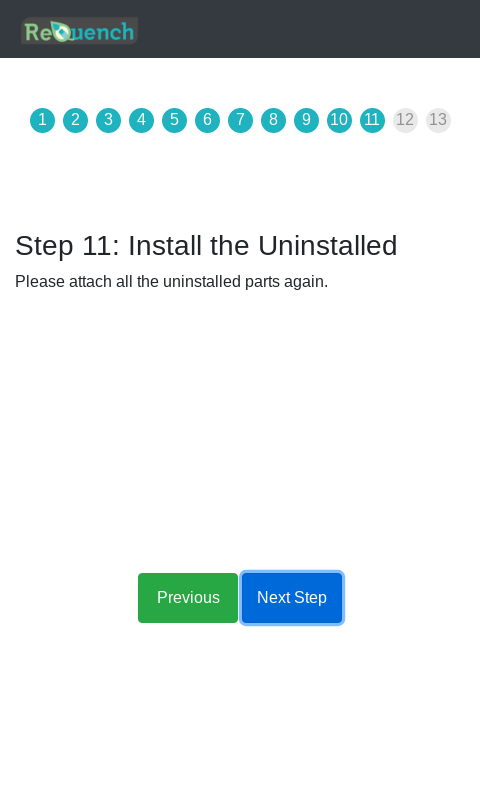 ReQuench
1 2 3 4 5 6 7 8 9 10 11 12 13
Step 11: Install the Uninstalled
Please attach all the uninstalled parts again.
Previous Next Step